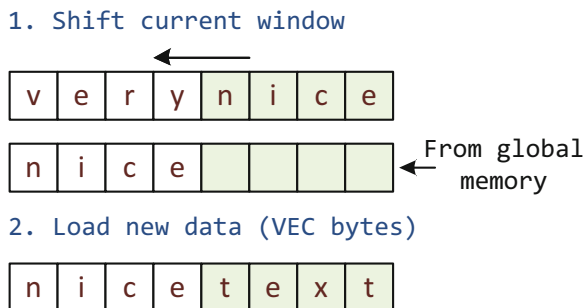 1. Shift current window
v e r y n i c e
n i c e
From global
memory
2. Load new data (VEC bytes)
n i c e t e x t